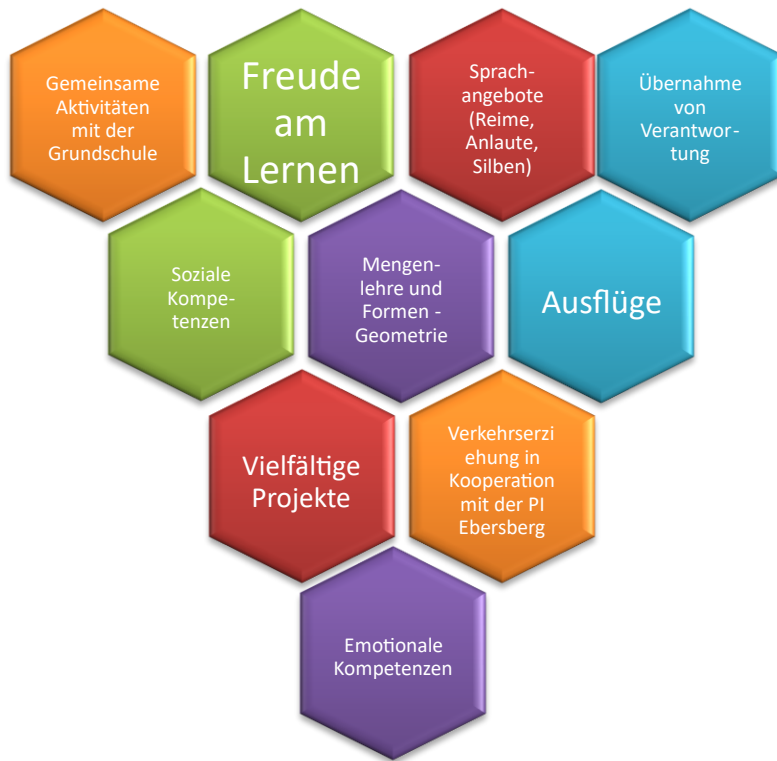 Gemeinsame
Aktivitäten
mit der
Grundschule
Freude
am
Lernen
Sprach-
angebote
(Reime,
Anlaute,
Silben)
Übernahme
von
Verantwor-
tung
Soziale
Kompe-
tenzen
Mengen-
lehre und
Formen -
Geometrie
Ausflüge
Vielfältige
Projekte
Verkehrserzi
ehung in
Kooperation
mit der PI
Ebersberg
Emotionale
Kompetenzen